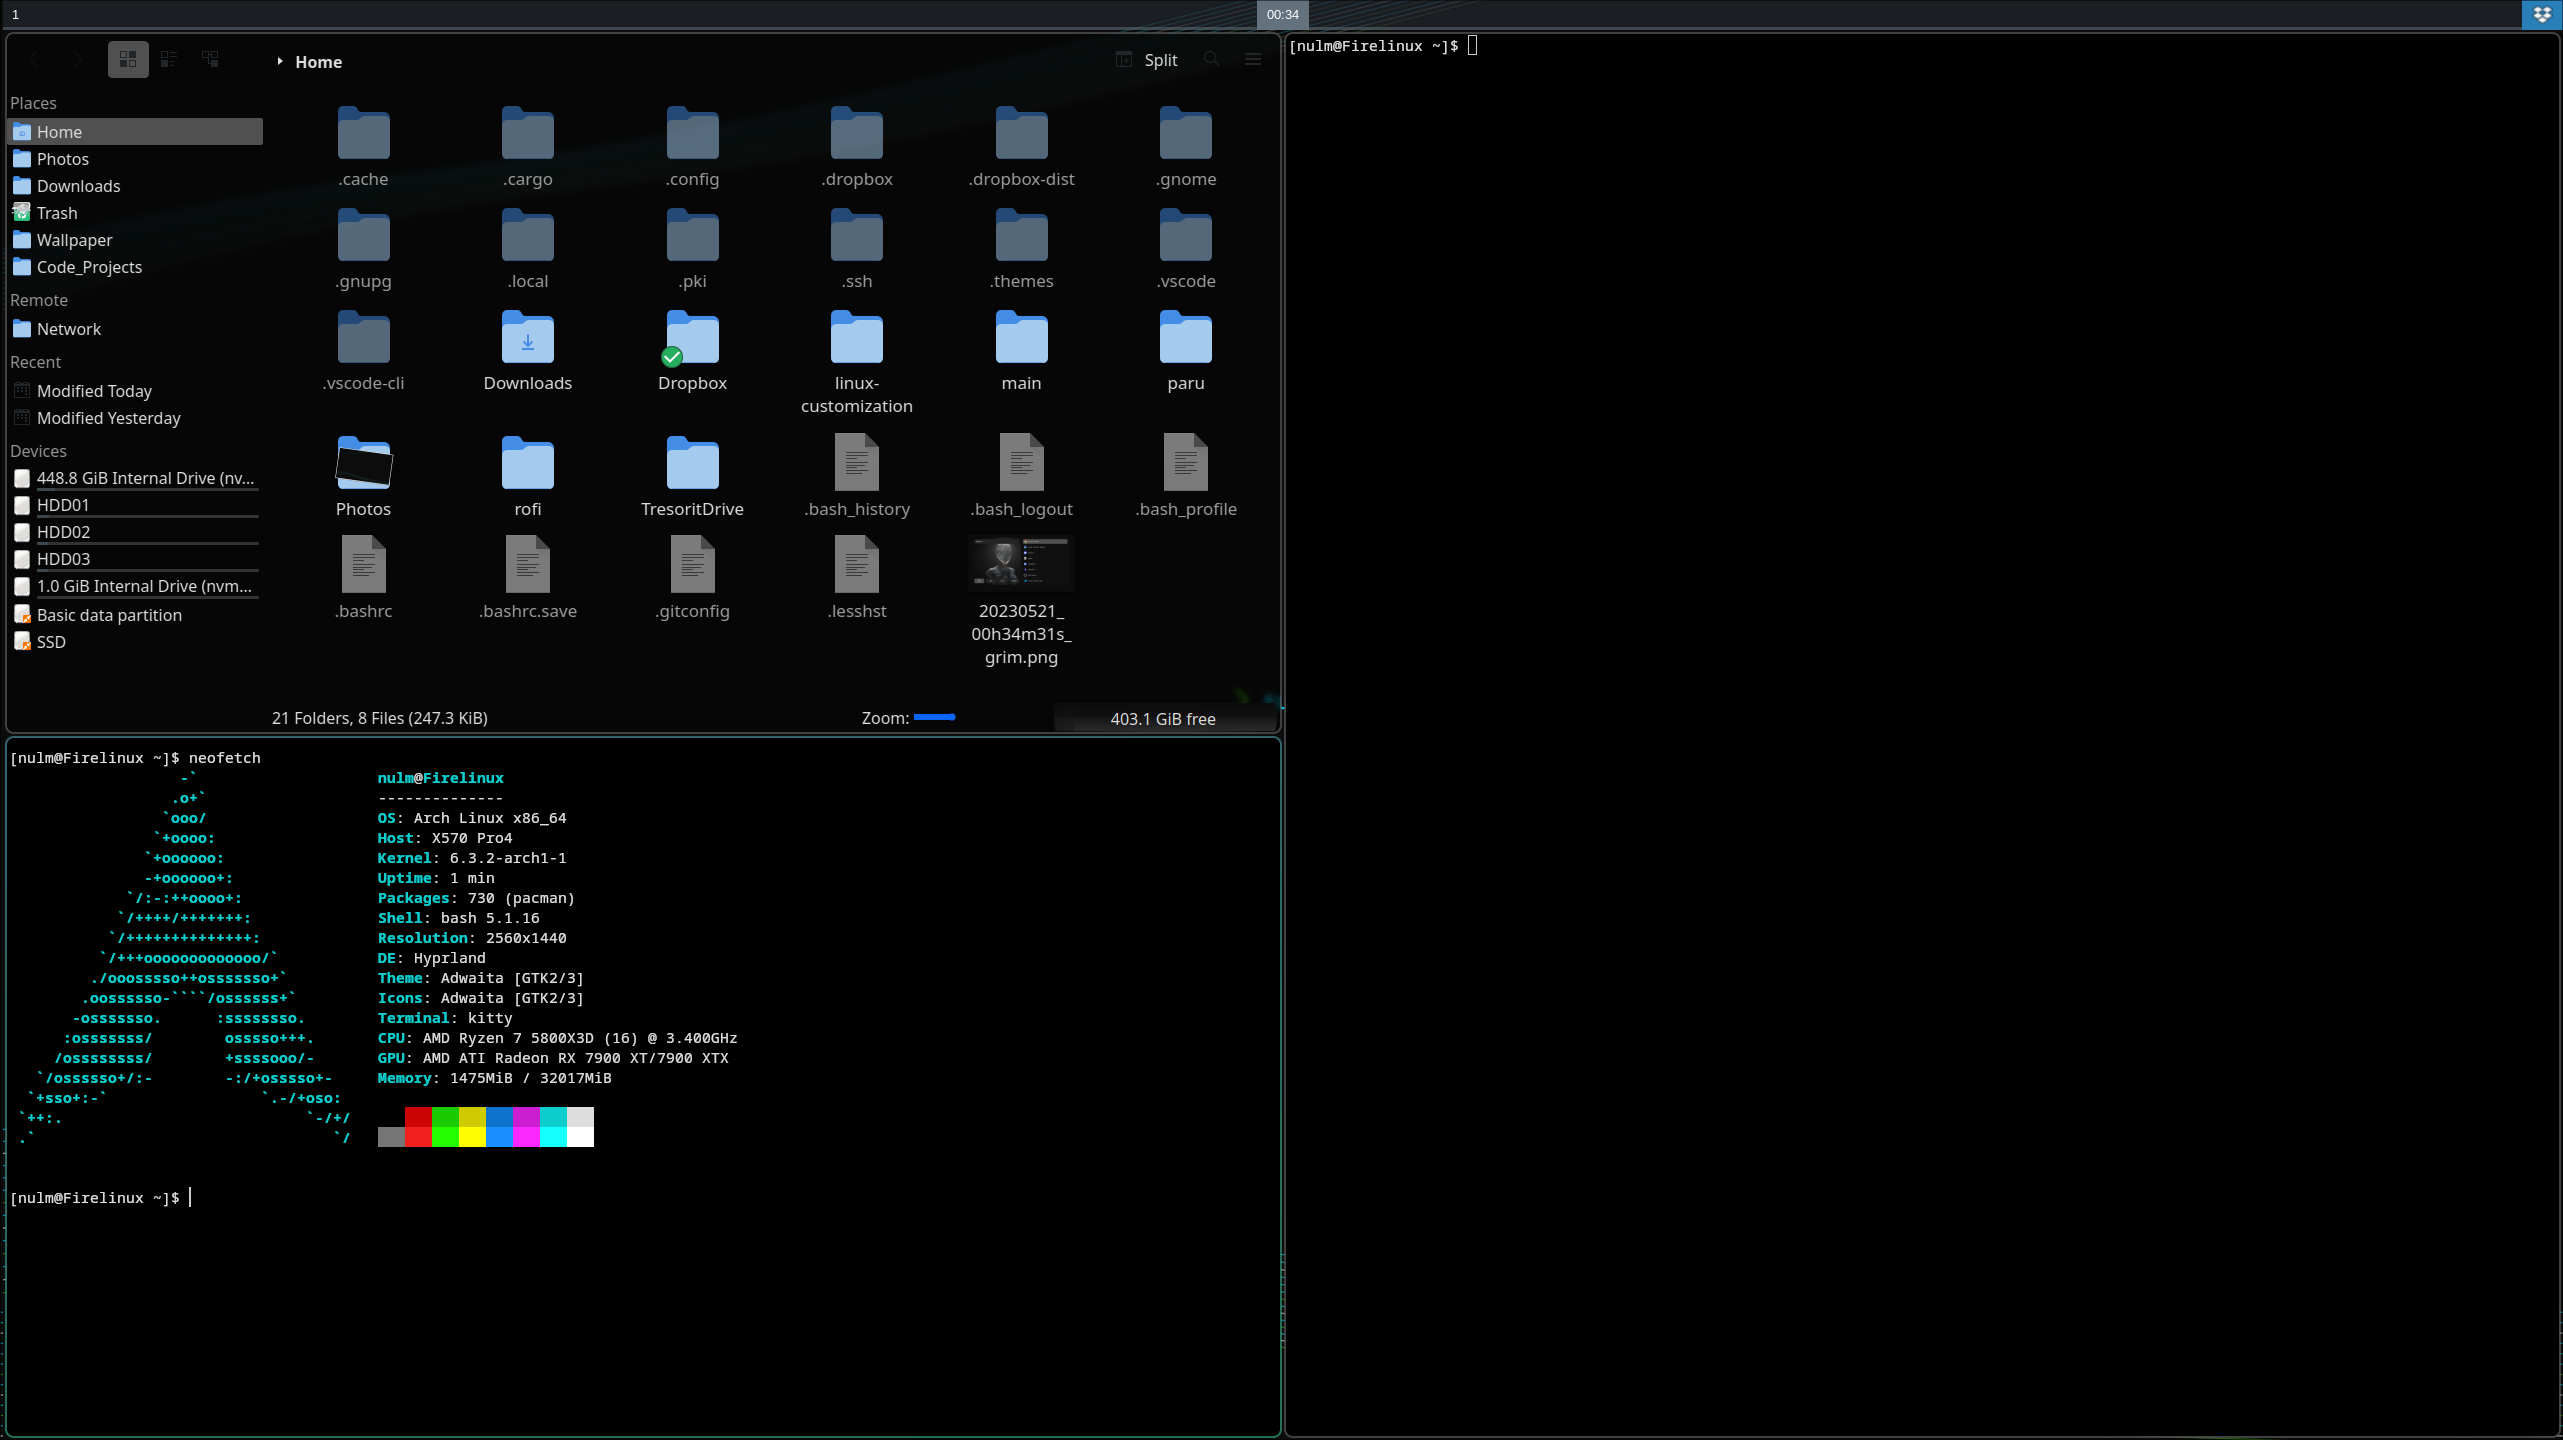 1
00:34
Home
Split
Places
Home
Photos
Downloads
Trash
Wallpaper
Code_Projects
Remote
Network
Recent
Modified Today
Modified Yesterday
Devices
448.8 GiB Internal Drive (nv...
HDD01
HDD02
HDD03
1.0 GiB Internal Drive (nvm...
Basic data partition
SSD
.cache
.cargo
.config
.dropbox
.dropbox-dist
.gnome
.gnupg
.local
.pki
.ssh
.themes
.vscode
.vscode-cli
Downloads
Dropbox
linux-
customization
main
paru
Photos
rofi
TresoritDrive
.bash_history
.bash_logout
.bash_profile
.bashrc
.bashrc.save
.gitconfig
.lesshst
20230521_
00h34m31s_
grim.png
21 Folders, 8 Files (247.3 KiB)
Zoom:
403.1 GiB free
[nulm@Firelinux ~]$ neofetch
nulm@Firelinux
--------------
OS: Arch Linux x86_64
Host: X570 Pro4
Kernel: 6.3.2-arch1-1
Uptime: 1 min
Packages: 730 (pacman)
Shell: bash 5.1.16
Resolution: 2560x1440
DE: Hyprland
Theme: Adwaita [GTK2/3]
Icons: Adwaita [GTK2/3]
Terminal: kitty
CPU: AMD Ryzen 7 5800X3D (16) @ 3.400GHz
GPU: AMD ATI Radeon RX 7900 XT/7900 XTX
Memory: 1475MiB / 32017MiB
[nulm@Firelinux ~]$
[nulm@Firelinux ~]$